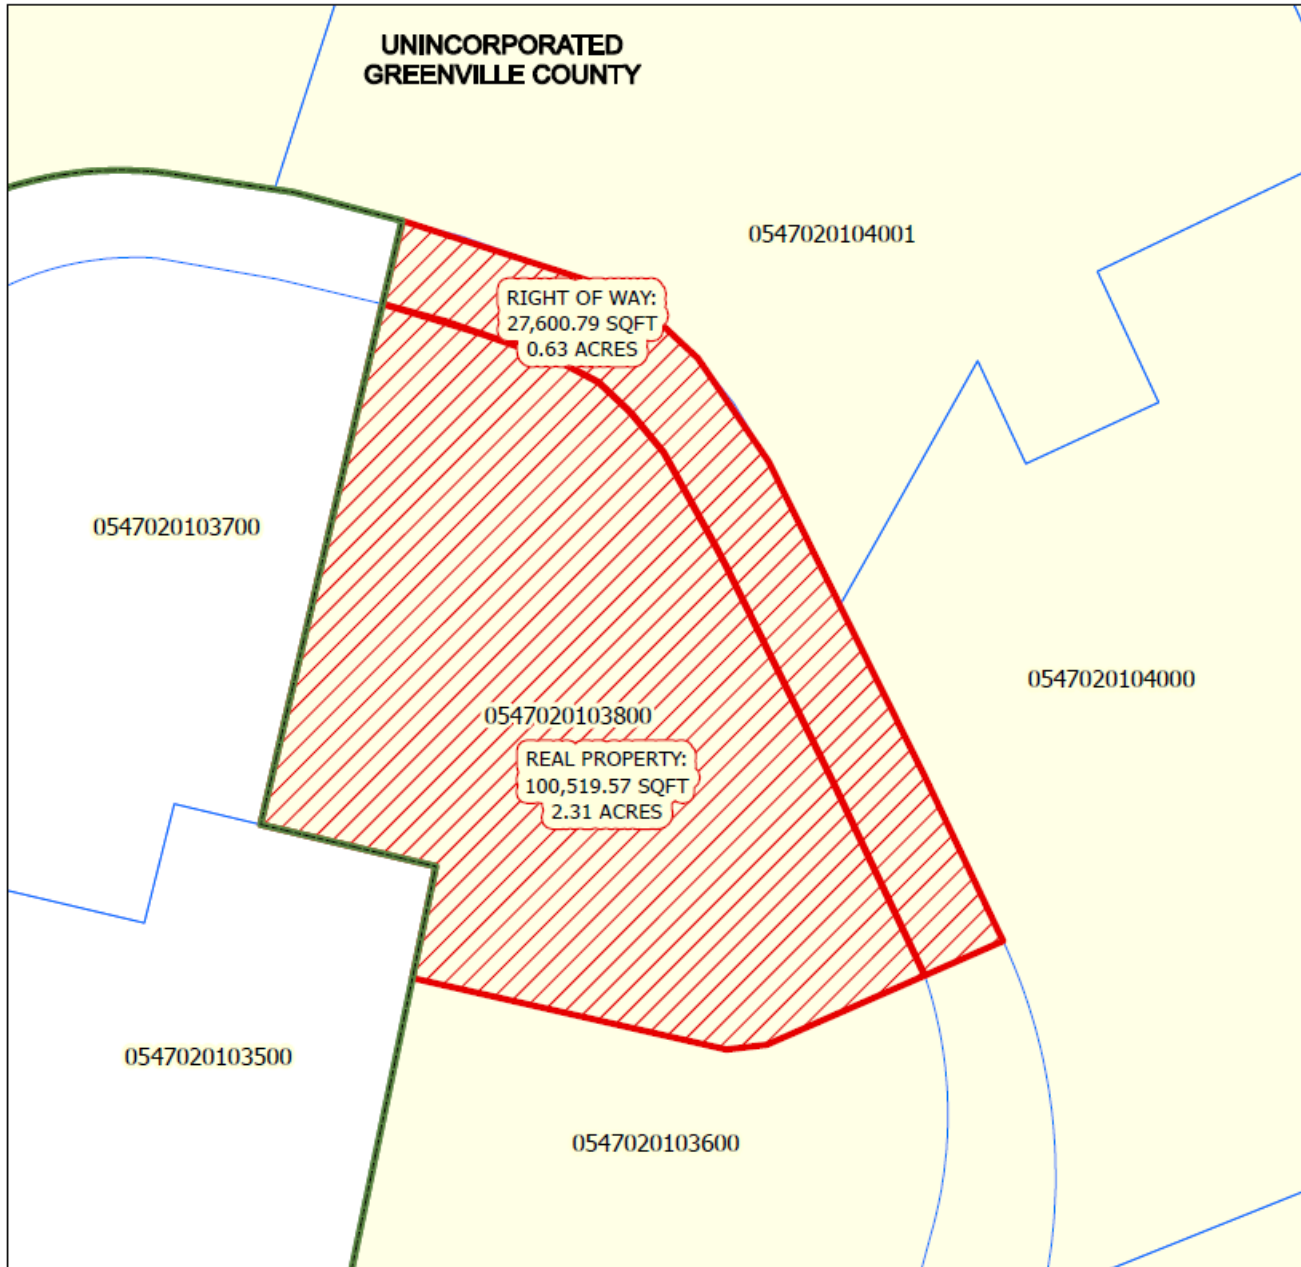 UNINCORPORATED
GREENVILLE COUNTY
0547020104001
RIGHT OF WAY:
27,600.79 SQFT
0.63 ACRES
0547020103700
0547020104000
0547020103800
REAL PROPERTY:
100,519.57 SQFT
2.31 ACRES
0547020103500
0547020103600